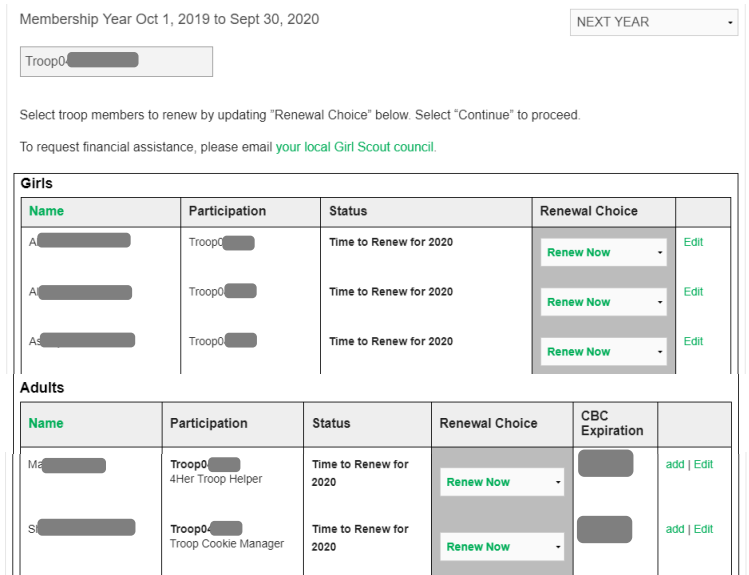 Membership Year Oct 1, 2019 to Sept 30, 2020
NEXT YEAR
Troop0
Select troop members to renew by updating ”Renewal Choice” below. Select “Continue” to proceed.
To request financial assistance, please email your local Girl Scout council.
Girls
Name Participation Status Renewal Choice
A Troop0 Time to Renew for 2020 Renew Now Edit
Al Troop0 Time to Renew for 2020 Renew Now Edit
As Troop0 Time to Renew for 2020 Renew Now Edit
Adults
Name Participation Status Renewal Choice CBC
Expiration
Ma Troop0 Time to Renew for add | Edit
4Her Troop Helper 2020 Renew Now
S Troop04 Time to Renew for add | Edit
Troop Cookie Manager 2020 Renew Now